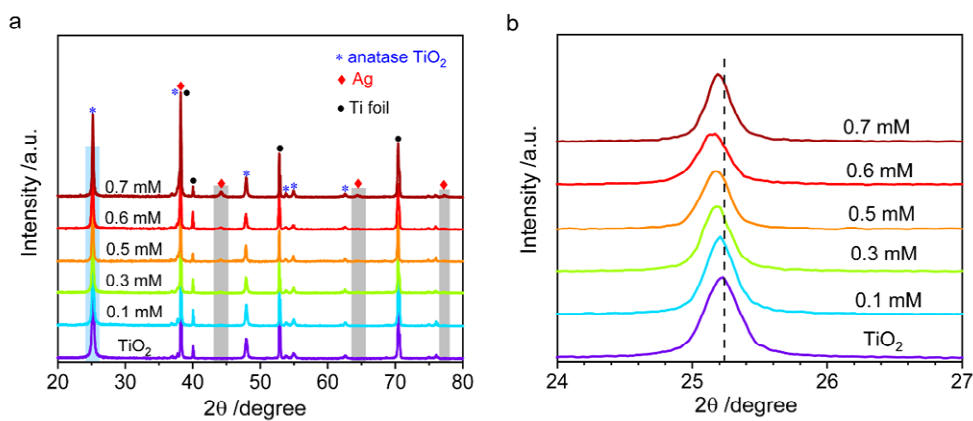 a
Intensity /a.u.
* anatase TiO₂
♦ Ag
● Ti foil
0.7 mM
0.6 mM
0.5 mM
0.3 mM
0.1 mM
TiO₂
20 30 40 50 60 70 80
2θ /degree
b
Intensity /a.u.
0.7 mM
0.6 mM
0.5 mM
0.3 mM
0.1 mM
TiO₂
24 25 26 27
2θ /degree